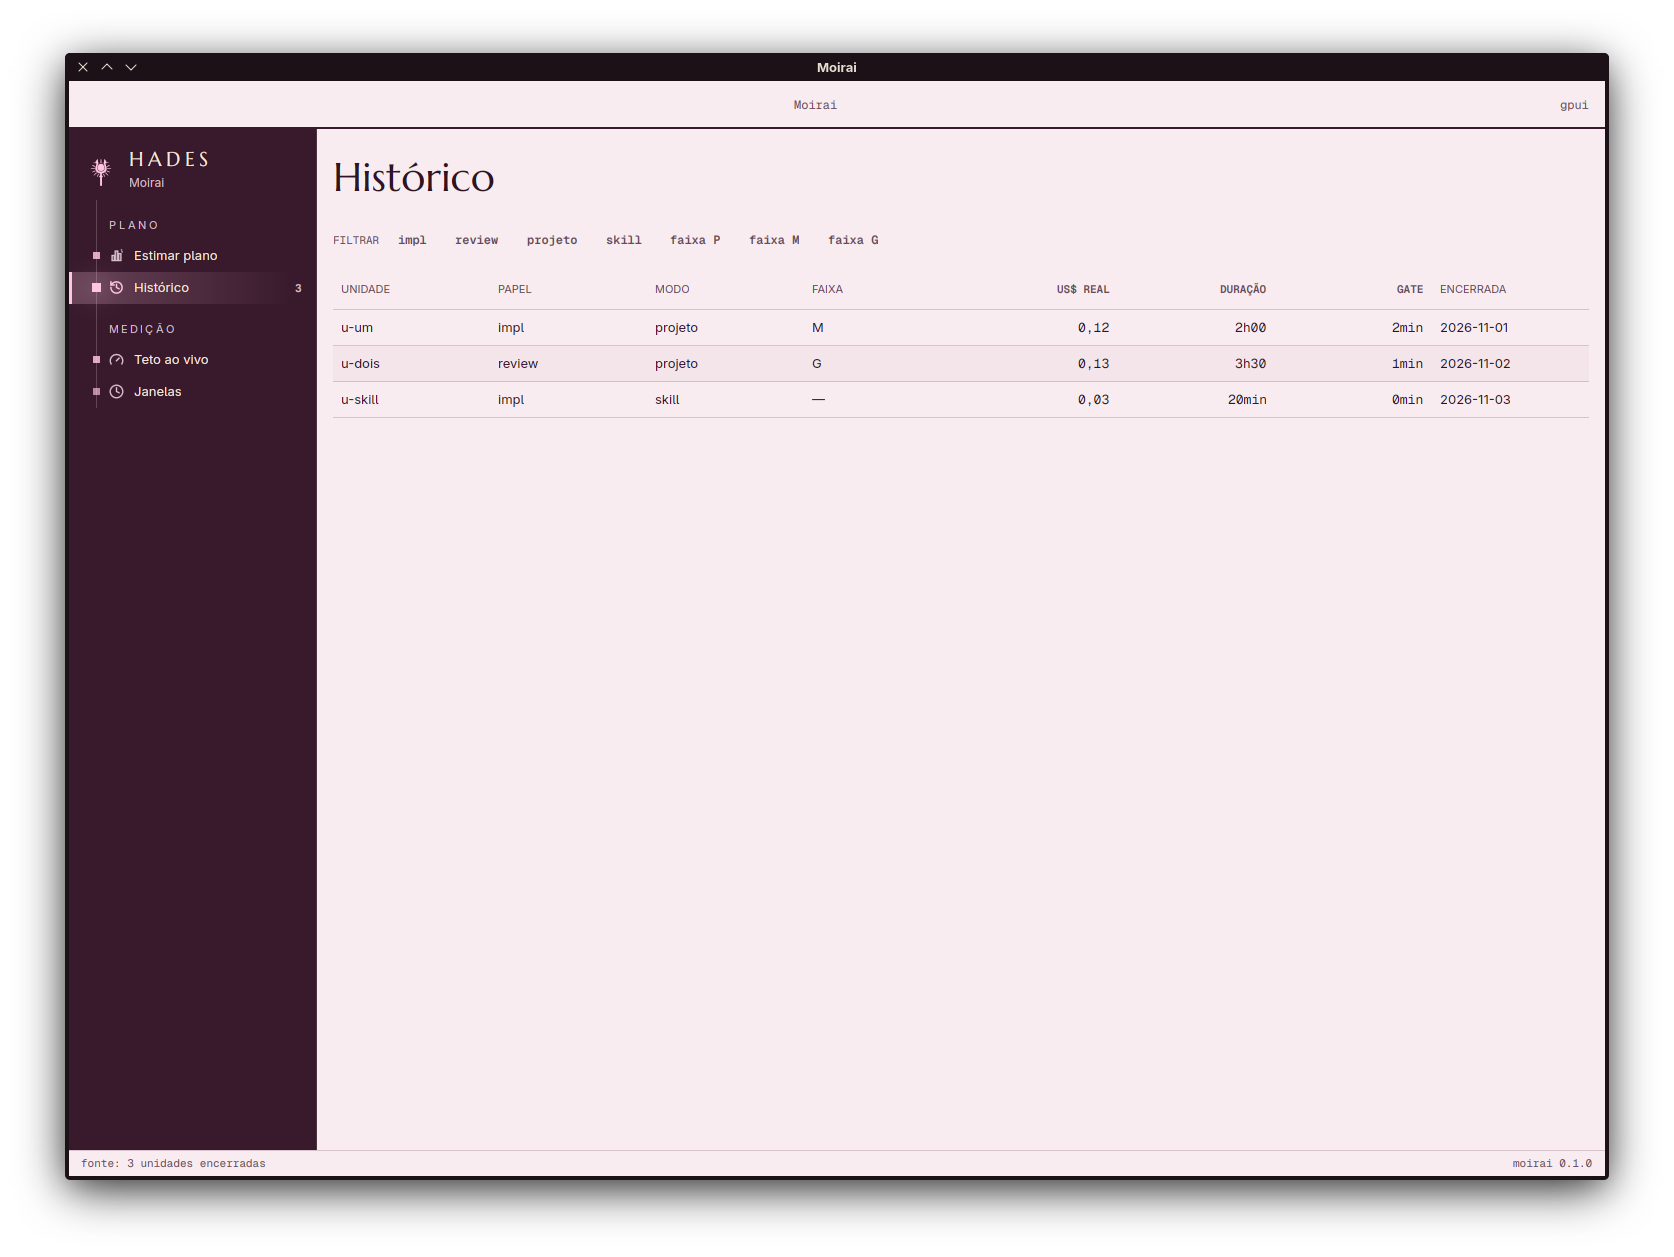 Moirai
Moirai
gpui
HADES
Moirai
PLANO
Estimar plano
Histórico 3
MEDIÇÃO
Teto ao vivo
Janelas
Histórico
FILTRAR impl review projeto skill faixa P faixa M faixa G
UNIDADE PAPEL MODO FAIXA US$ REAL DURAÇÃO GATE ENCERRADA
u-um impl projeto M 0,12 2h00 2min 2026-11-01
u-dois review projeto G 0,13 3h30 1min 2026-11-02
u-skill impl skill — 0,03 20min 0min 2026-11-03
fonte: 3 unidades encerradas
moirai 0.1.0